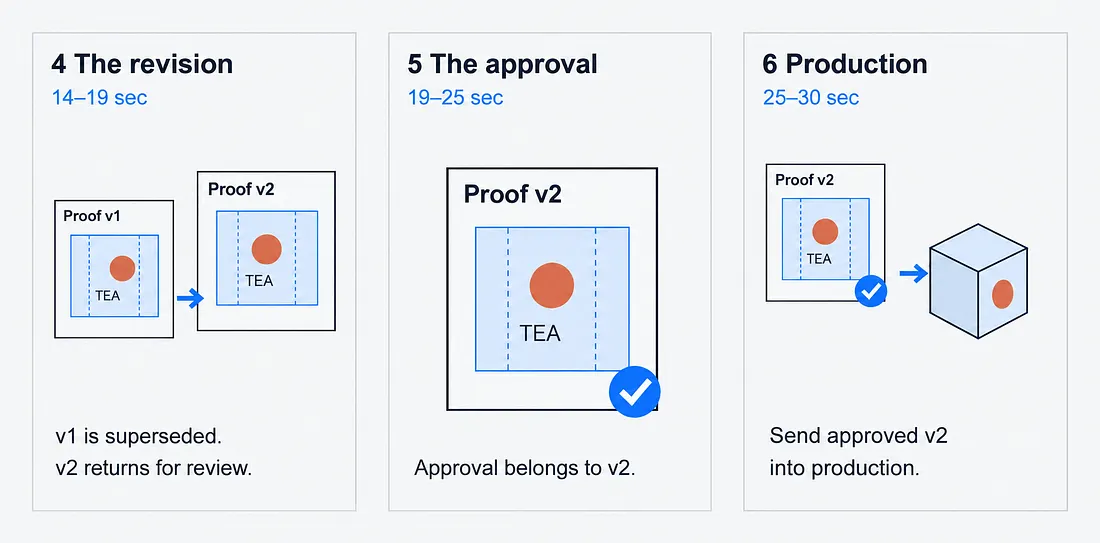 4 The revision
14–19 sec
Proof v1
TEA
Proof v2
TEA
v1 is superseded.
v2 returns for review.
5 The approval
19–25 sec
Proof v2
TEA
Approval belongs to v2.
6 Production
25–30 sec
Proof v2
TEA
Send approved v2
into production.